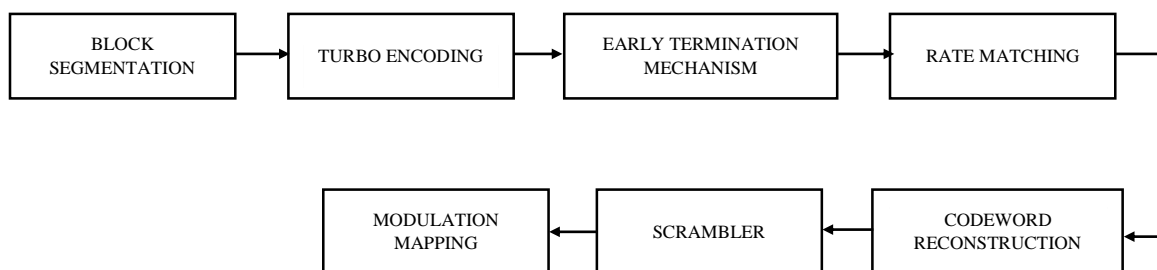 BLOCK
SEGMENTATION
TURBO ENCODING
EARLY TERMINATION
MECHANISM
RATE MATCHING
CODEWORD
RECONSTRUCTION
SCRAMBLER
MODULATION
MAPPING